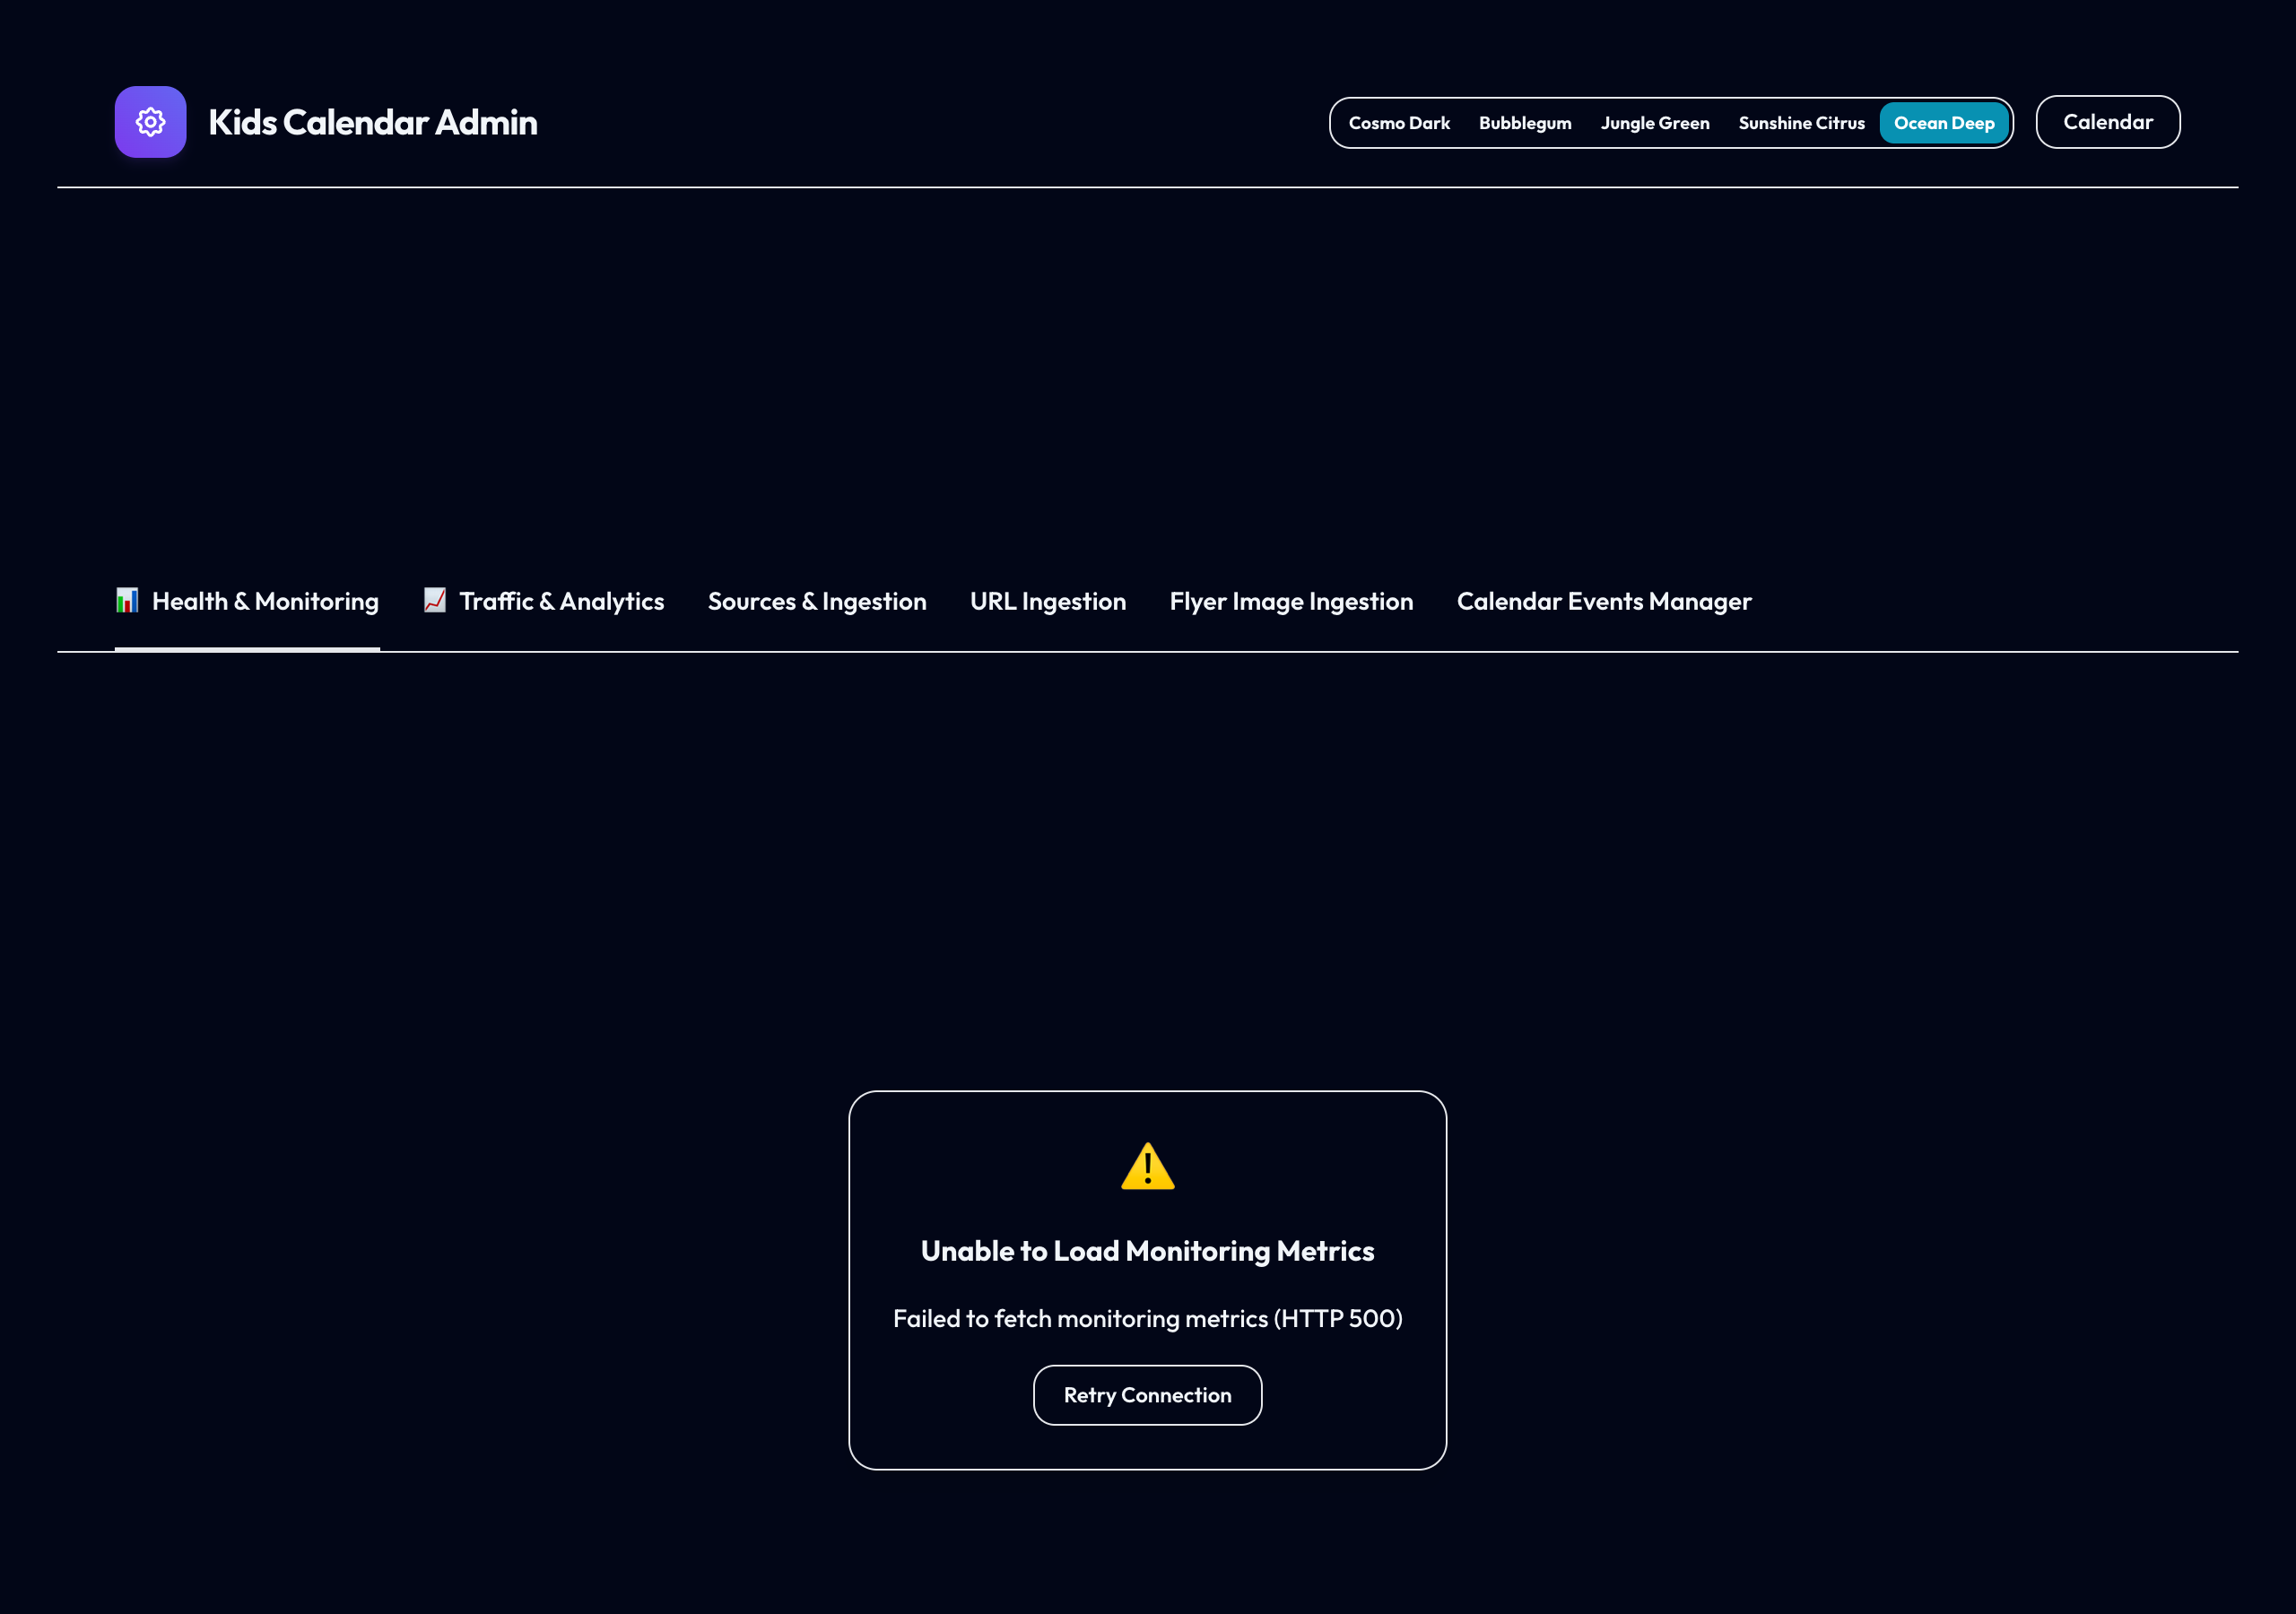 Kids Calendar Admin
Cosmo Dark
Bubblegum
Jungle Green
Sunshine Citrus
Ocean Deep
Calendar
Health & Monitoring
Traffic & Analytics
Sources & Ingestion
URL Ingestion
Flyer Image Ingestion
Calendar Events Manager
Unable to Load Monitoring Metrics
Failed to fetch monitoring metrics (HTTP 500)
Retry Connection